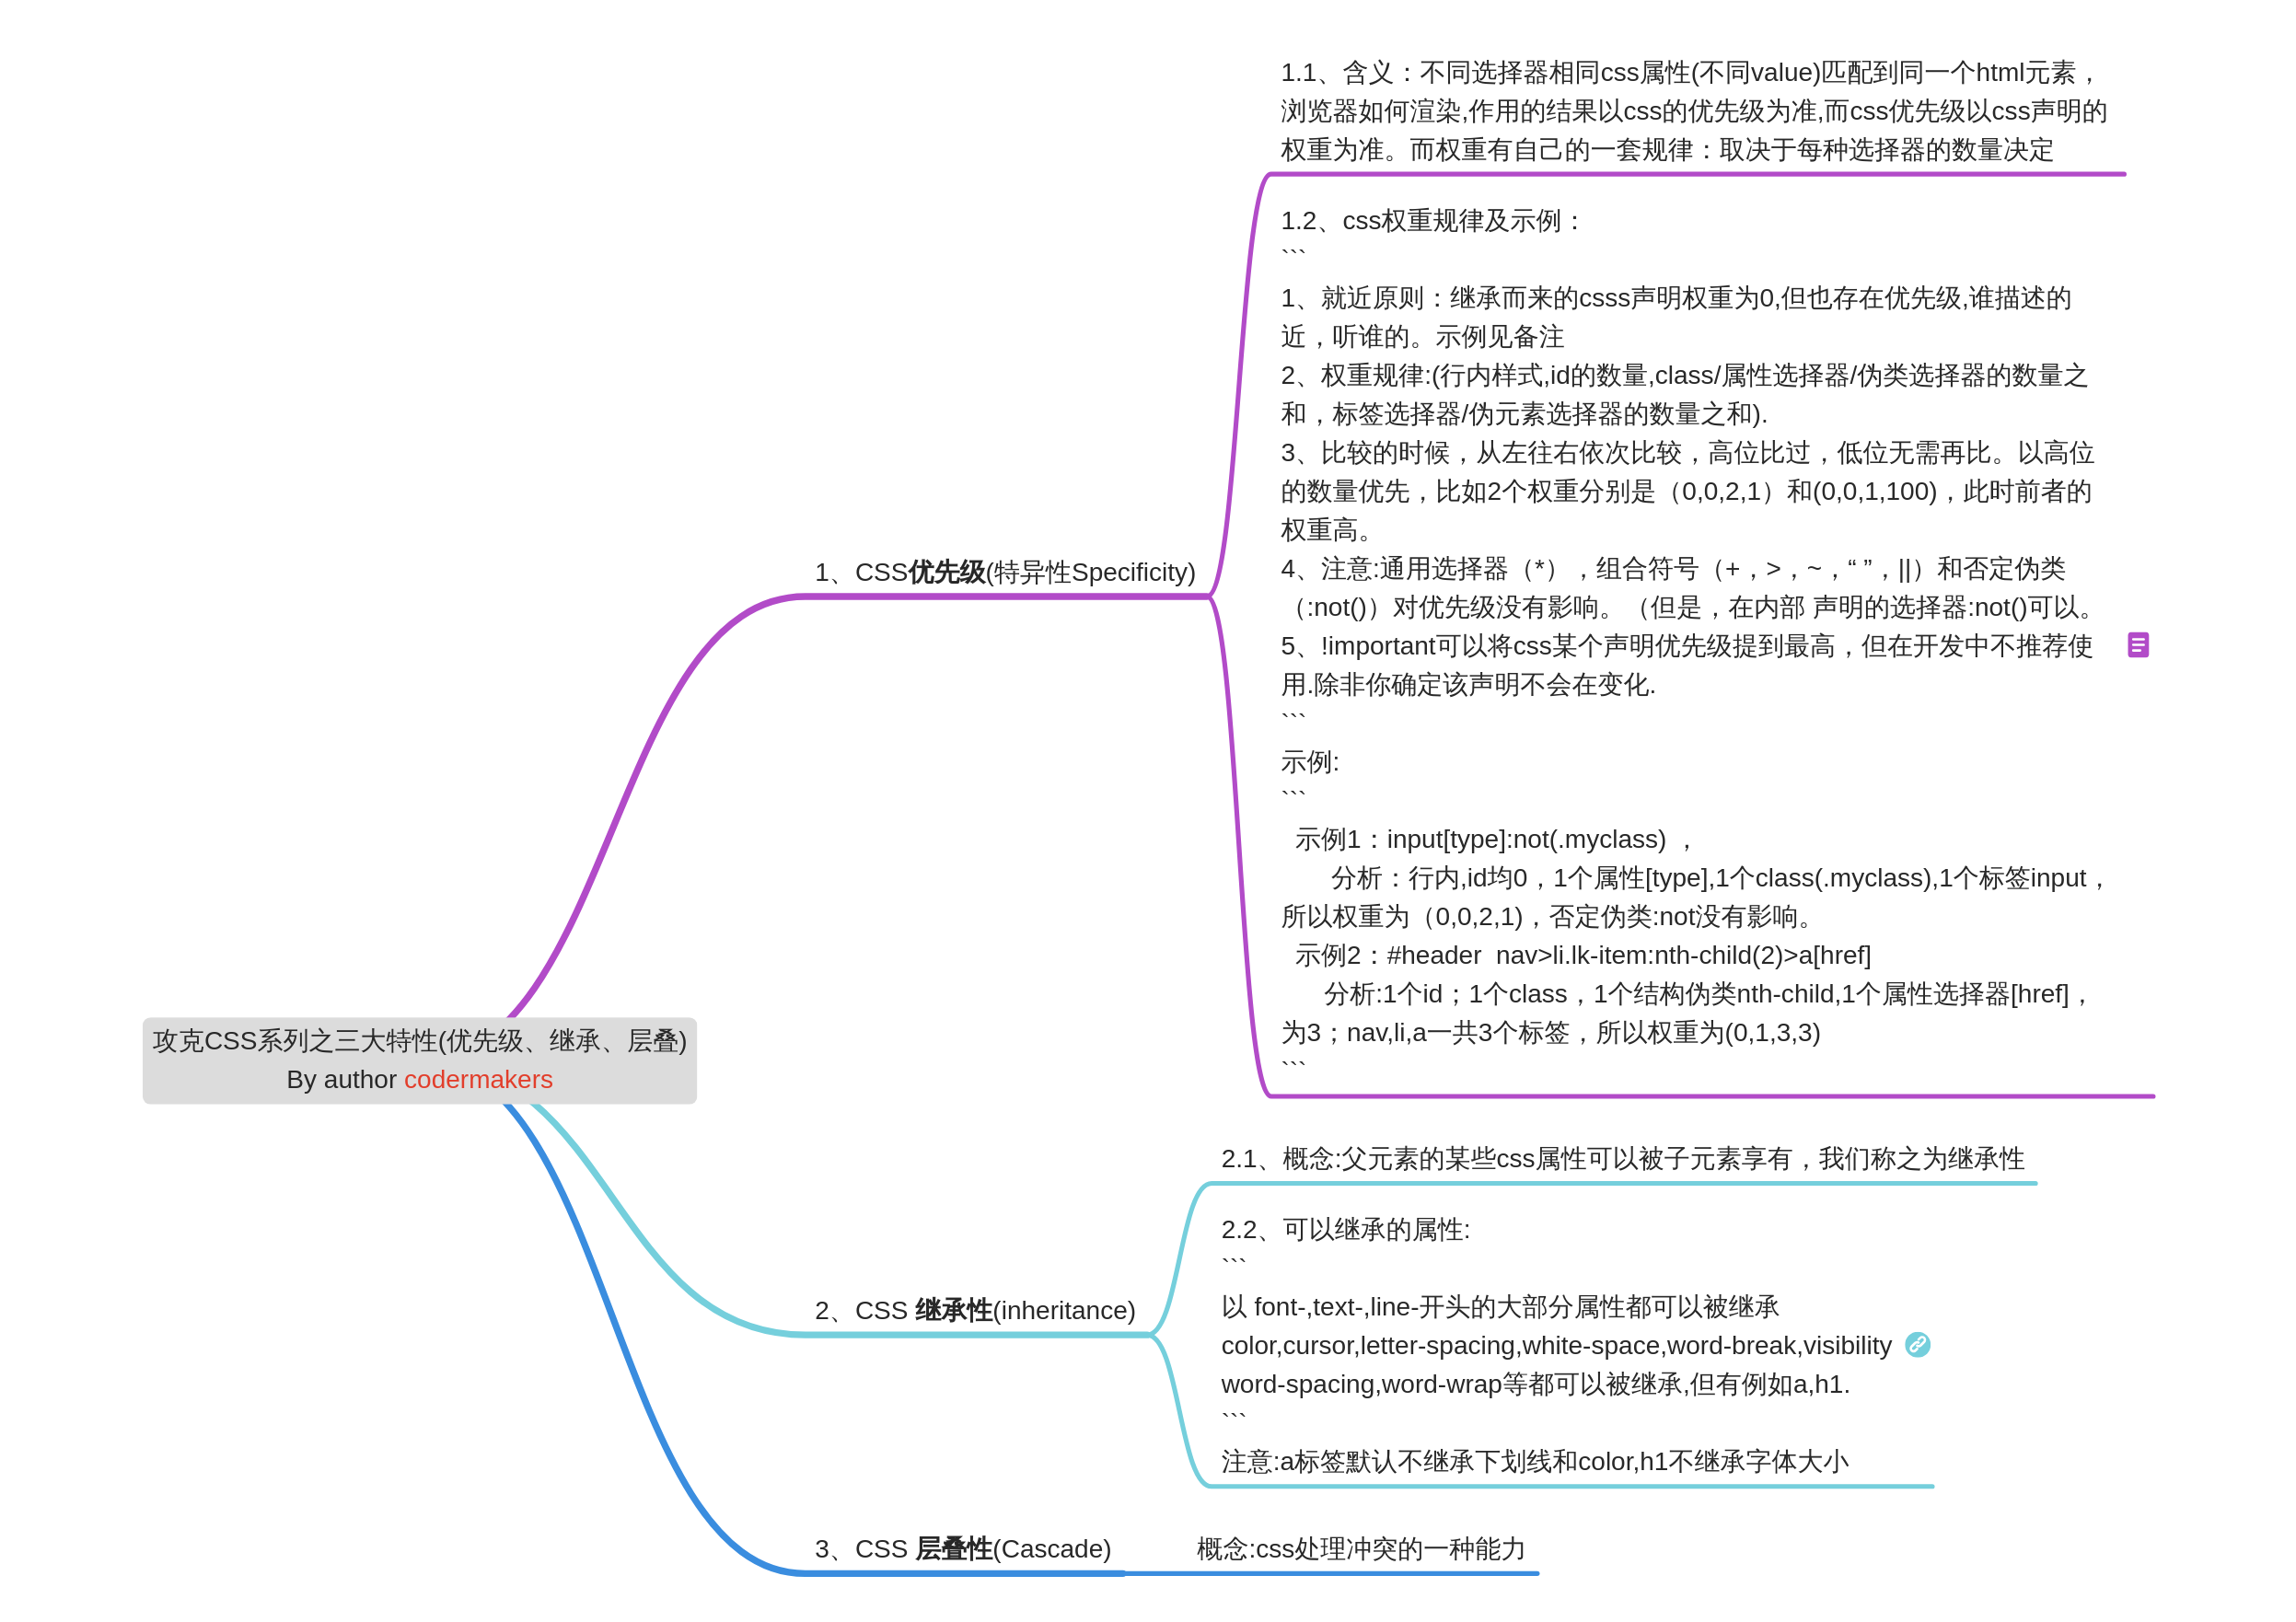 攻克CSS系列之三大特性(优先级、继承、层叠)
By author codermakers
1、CSS优先级(特异性Specificity)
1.1、含义：不同选择器相同css属性(不同value)匹配到同一个html元素，
浏览器如何渲染,作用的结果以css的优先级为准,而css优先级以css声明的
权重为准。而权重有自己的一套规律：取决于每种选择器的数量决定
1.2、css权重规律及示例：
```
1、就近原则：继承而来的csss声明权重为0,但也存在优先级,谁描述的
近，听谁的。示例见备注
2、权重规律:(行内样式,id的数量,class/属性选择器/伪类选择器的数量之
和，标签选择器/伪元素选择器的数量之和).
3、比较的时候，从左往右依次比较，高位比过，低位无需再比。以高位
的数量优先，比如2个权重分别是（0,0,2,1）和(0,0,1,100)，此时前者的
权重高。
4、注意:通用选择器（*），组合符号（+，>，~，“ ”，||）和否定伪类
（:not()）对优先级没有影响。（但是，在内部 声明的选择器:not()可以。
5、!important可以将css某个声明优先级提到最高，但在开发中不推荐使
用.除非你确定该声明不会在变化.
```
示例:
```
示例1：input[type]:not(.myclass) ，
分析：行内,id均0，1个属性[type],1个class(.myclass),1个标签input，
所以权重为（0,0,2,1)，否定伪类:not没有影响。
示例2：#header  nav>li.lk-item:nth-child(2)>a[href]
分析:1个id；1个class，1个结构伪类nth-child,1个属性选择器[href]，
为3；nav,li,a一共3个标签，所以权重为(0,1,3,3)
```
2、CSS 继承性(inheritance)
2.1、概念:父元素的某些css属性可以被子元素享有，我们称之为继承性
2.2、可以继承的属性:
```
以 font-,text-,line-开头的大部分属性都可以被继承
color,cursor,letter-spacing,white-space,word-break,visibility
word-spacing,word-wrap等都可以被继承,但有例如a,h1.
```
注意:a标签默认不继承下划线和color,h1不继承字体大小
3、CSS 层叠性(Cascade)
概念:css处理冲突的一种能力